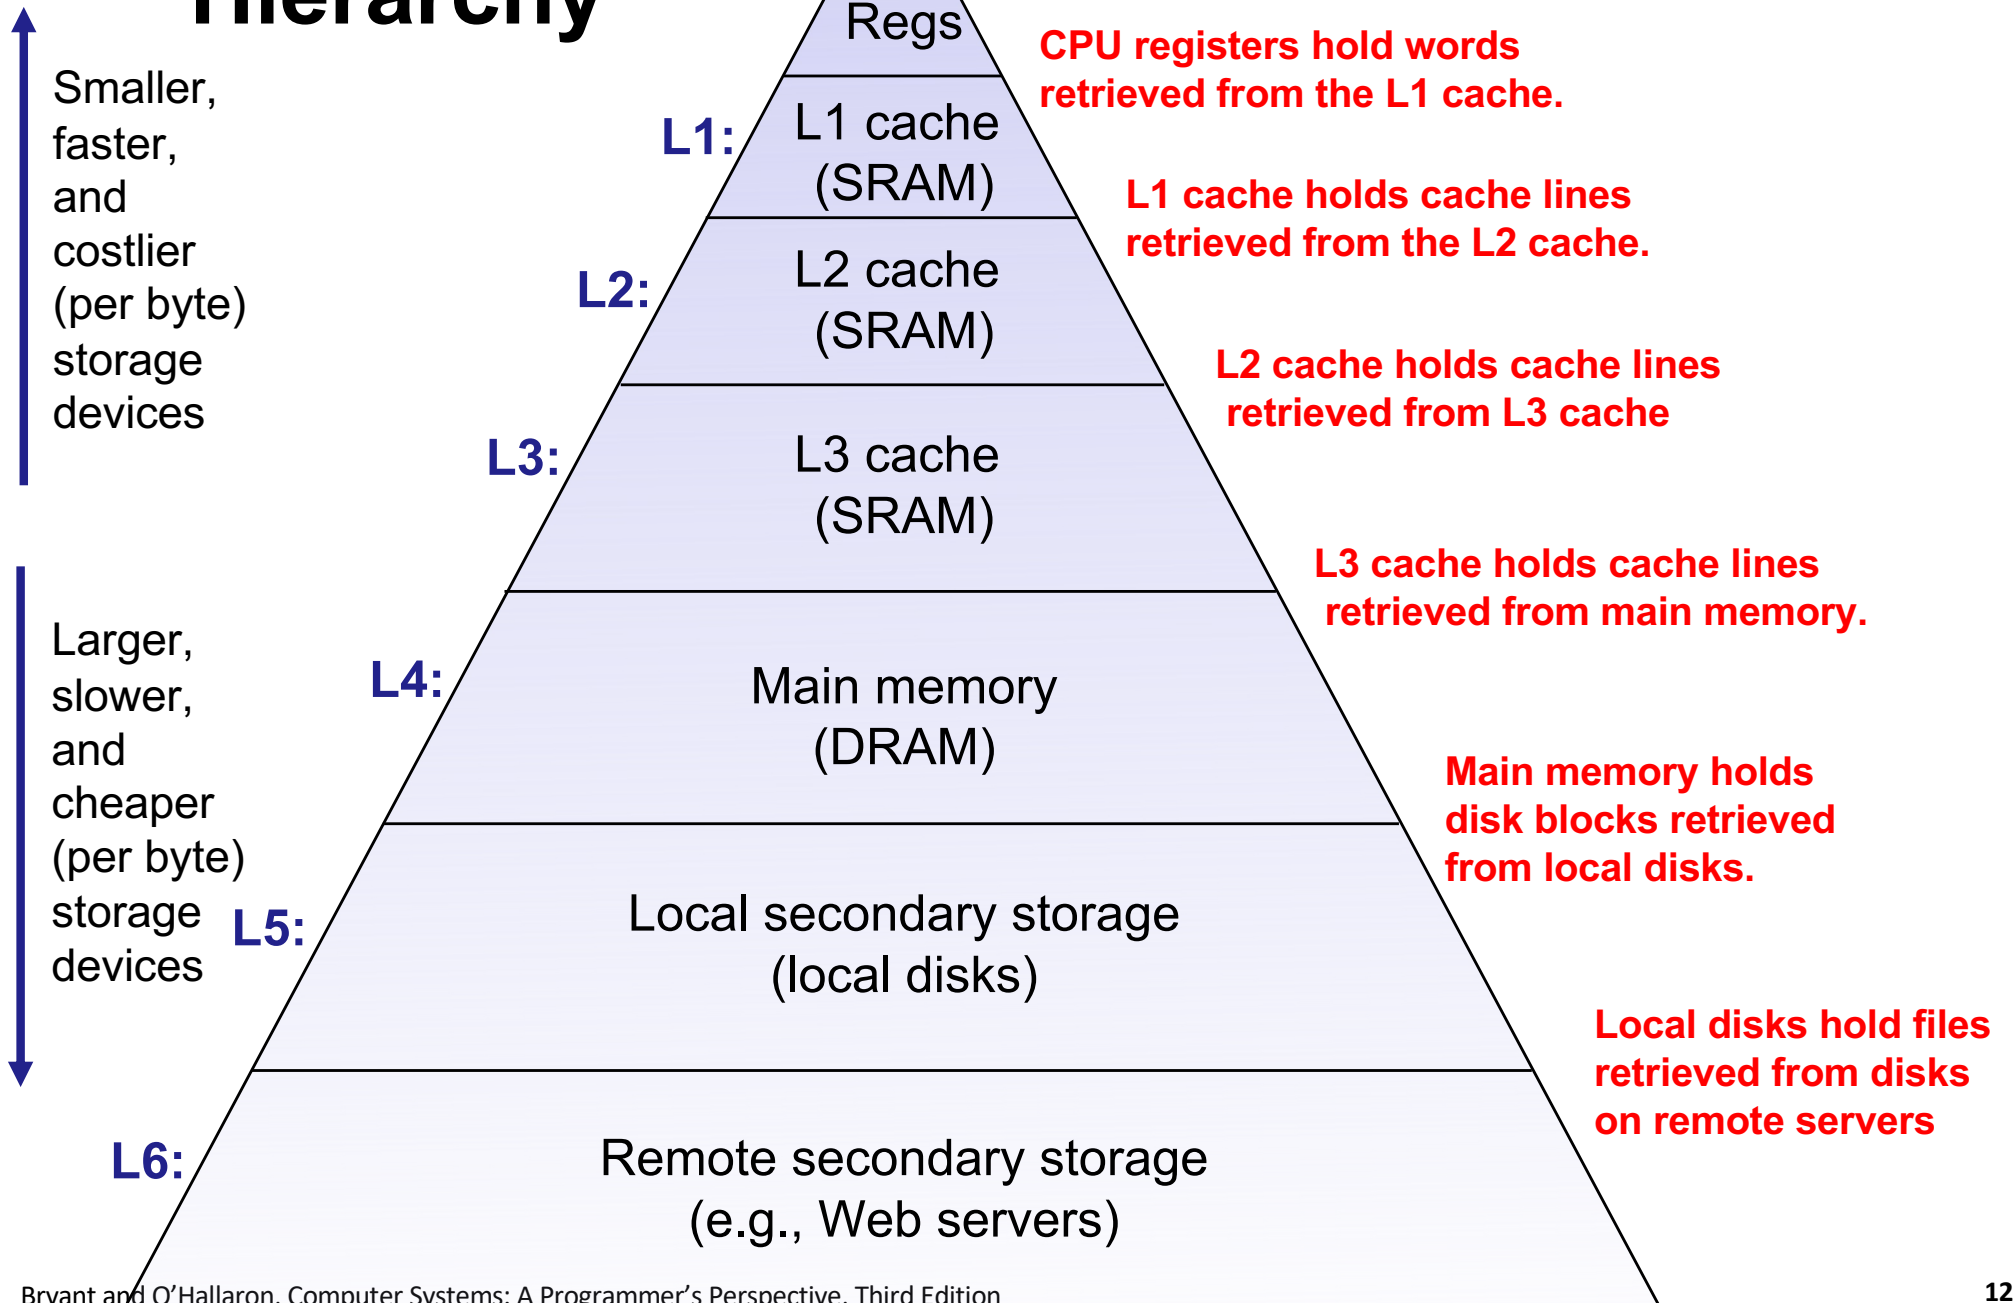 Hierarchy
Regs
CPU registers hold words
retrieved from the L1 cache.
Smaller,
faster,
and
costlier
(per byte)
storage
devices
L1:
L1 cache
(SRAM)
L1 cache holds cache lines
retrieved from the L2 cache.
L2:
L2 cache
(SRAM)
L2 cache holds cache lines
retrieved from L3 cache
L3:
L3 cache
(SRAM)
L3 cache holds cache lines
retrieved from main memory.
Larger,
slower,
and
cheaper
(per byte)
storage
devices
L4:
Main memory
(DRAM)
Main memory holds
disk blocks retrieved
from local disks.
L5:
Local secondary storage
(local disks)
Local disks hold files
retrieved from disks
on remote servers
L6:
Remote secondary storage
(e.g., Web servers)
Bryant and O'Hallaron, Computer Systems: A Programmer's Perspective, Third Edition
12